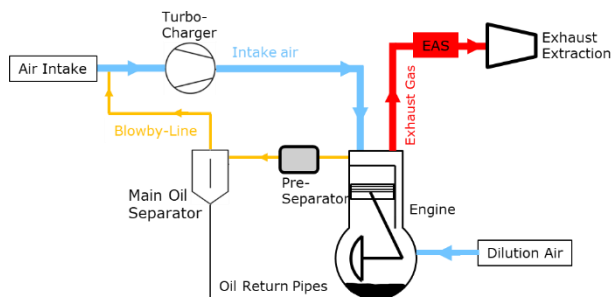 Turbo-
Charger
Air Intake
Intake air
EAS
Exhaust
Extraction
Exhaust Gas
Blowby-Line
Pre-
Separator
Main Oil
Separator
Engine
Dilution Air
Oil Return Pipes